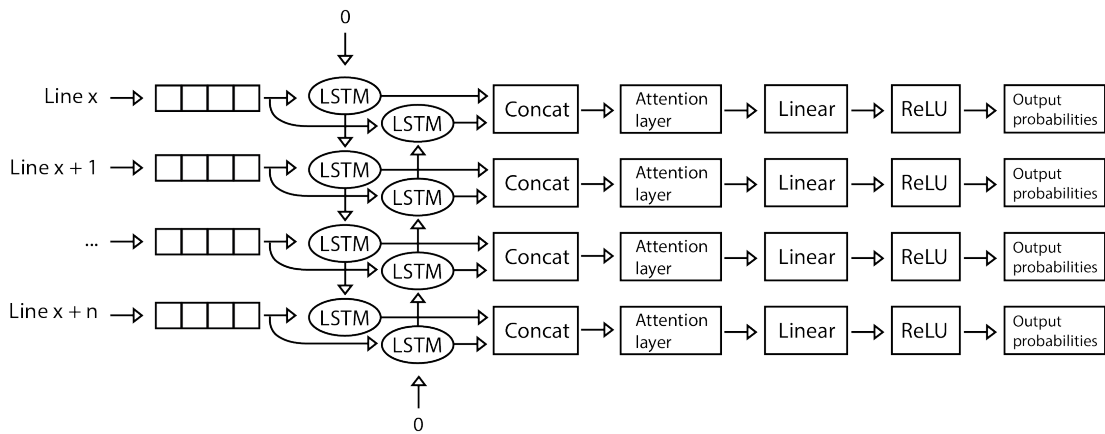 0
Line x
LSTM
LSTM
Concat
Attention
layer
Linear
ReLU
Output
probabilities
Line x + 1
LSTM
LSTM
Concat
Attention
layer
Linear
ReLU
Output
probabilities
...
LSTM
LSTM
Concat
Attention
layer
Linear
ReLU
Output
probabilities
Line x + n
LSTM
LSTM
Concat
Attention
layer
Linear
ReLU
Output
probabilities
0